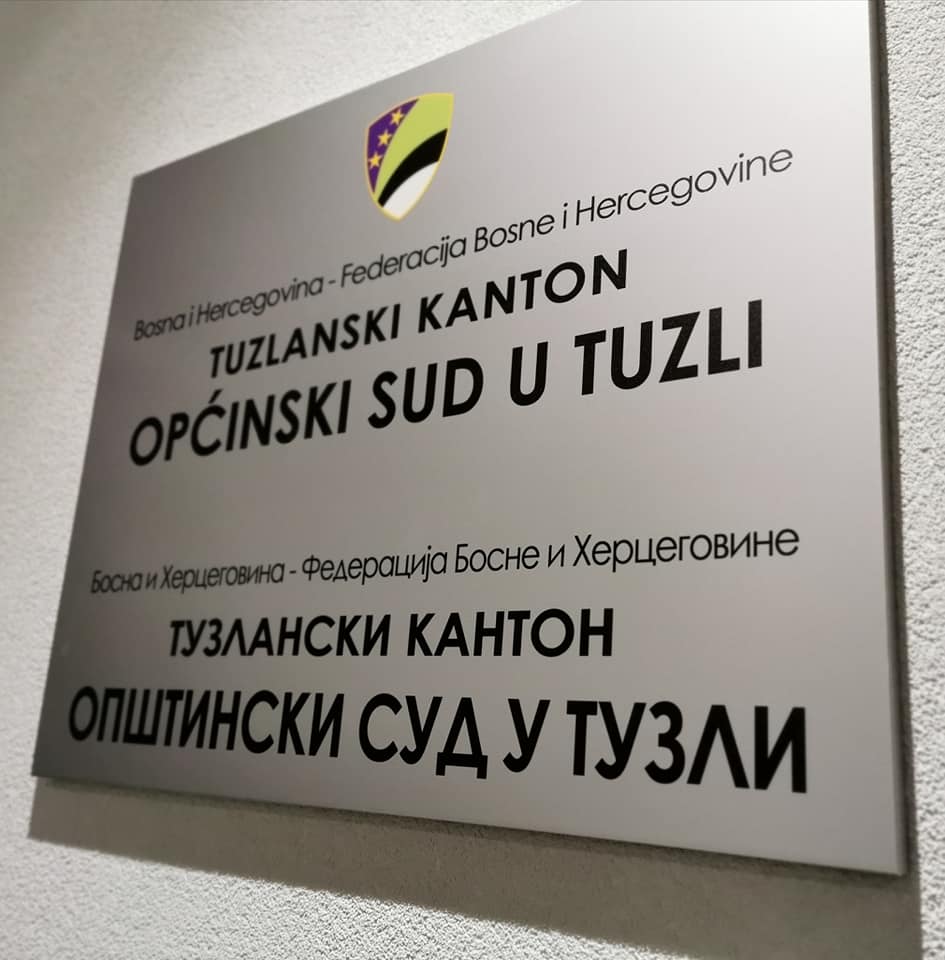 Bosna i Hercegovina - Federacija Bosne i Hercegovine
TUZLANSKI KANTON
OPĆINSKI SUD U TUZLI
Босна и Херцеговина - Федерација Босне и Херцеговине
ТУЗЛАНСКИ КАНТОН
ОПШТИНСКИ СУД У ТУЗЛИ